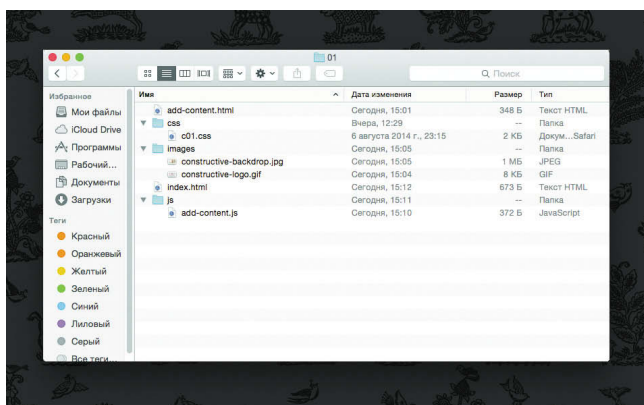 01
Поиск
Избранное
Мои файлы
iCloud Drive
Программы
Рабочий...
Документы
Загрузки
Теги
Красный
Оранжевый
Желтый
Зеленый
Синий
Лиловый
Серый
Все теги...
Имя Дата изменения Размер Тип
add-content.html Сегодня, 15:01 348 Б Текст HTML
css Вчера, 12:29 -- Папка
c01.css 6 августа 2014 г., 23:15 2 КБ Докум...Safari
images Сегодня, 15:05 -- Папка
constructive-backdrop.jpg Сегодня, 15:05 1 МБ JPEG
constructive-logo.gif Сегодня, 15:04 8 КБ GIF
index.html Сегодня, 15:12 673 Б Текст HTML
js Сегодня, 15:11 -- Папка
add-content.js Сегодня, 15:10 372 Б JavaScript